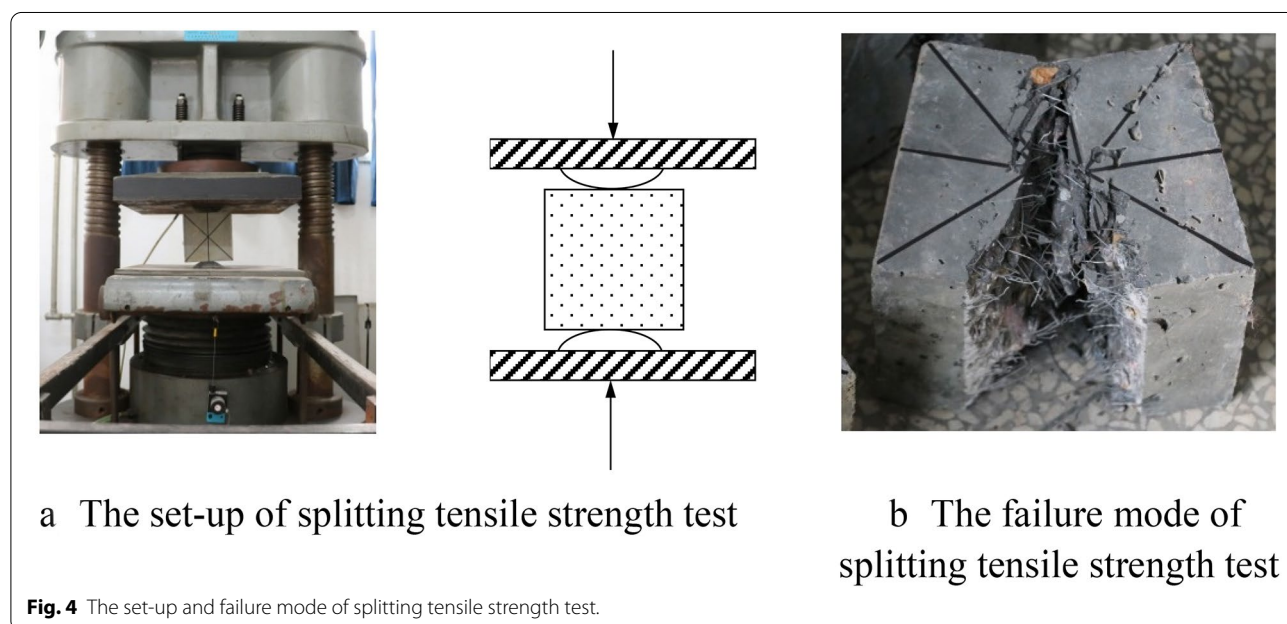 a The set-up of splitting tensile strength test
b The failure mode of
splitting tensile strength test
Fig. 4 The set-up and failure mode of splitting tensile strength test.